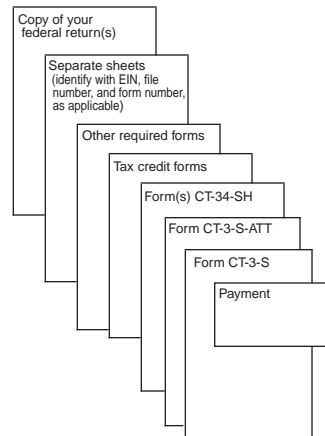 Copy of your
federal return(s)
Separate sheets
(identify with EIN, file
number, and form number,
as applicable)
Other required forms
Tax credit forms
Form(s) CT-34-SH
Form CT-3-S-ATT
Form CT-3-S
Payment